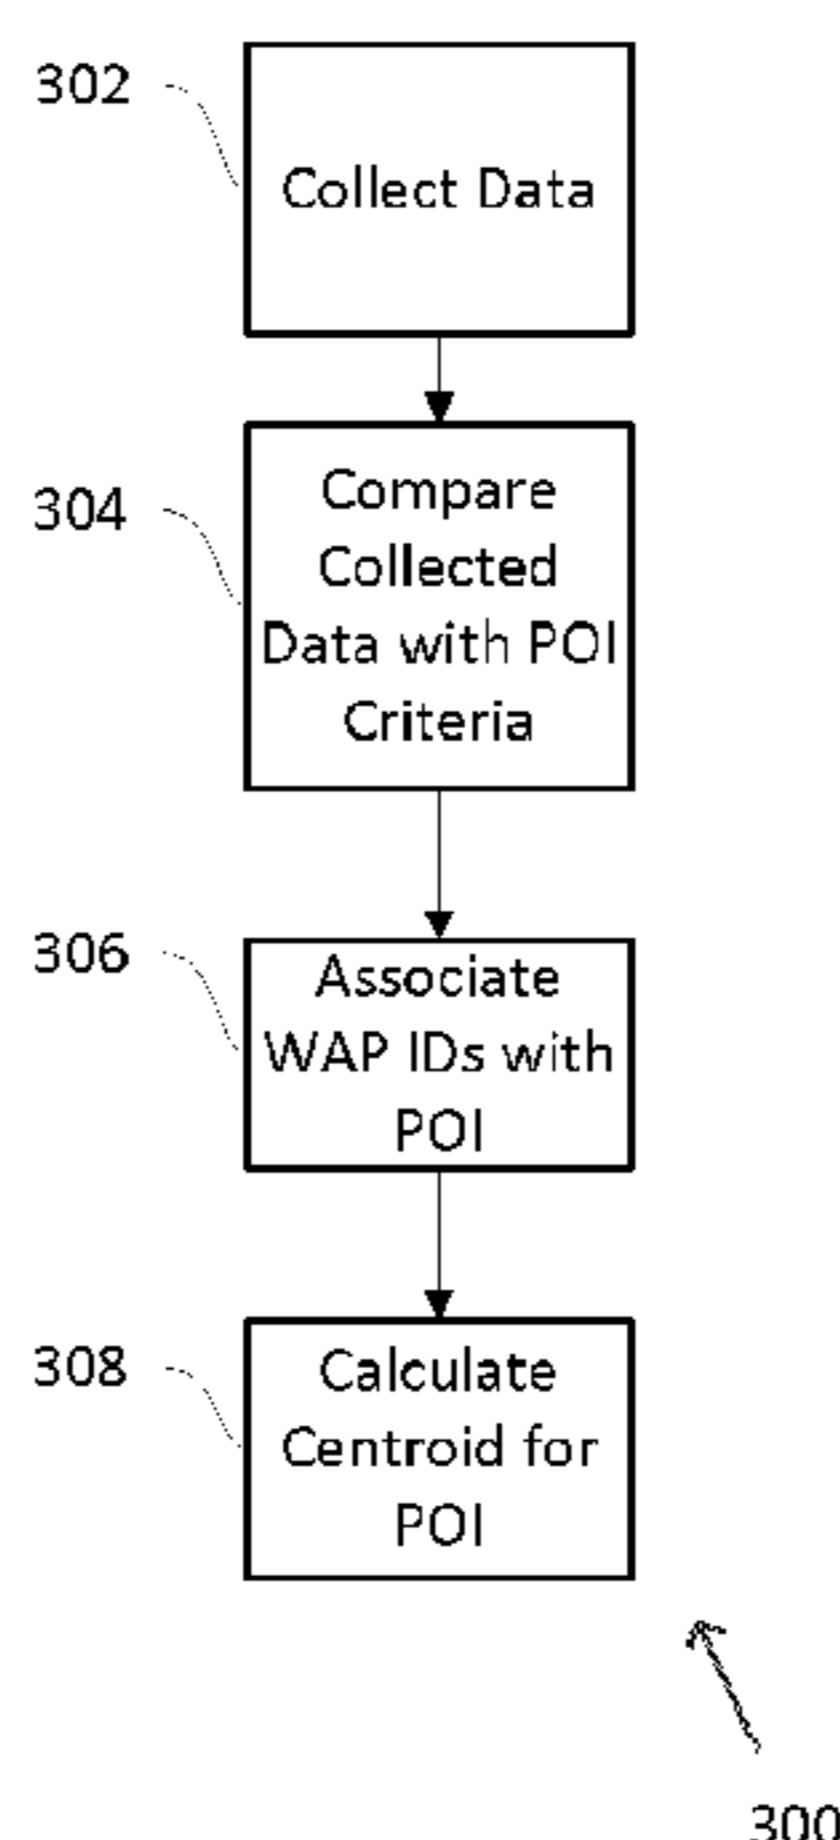 302
Collect Data
304
Compare
Collected
Data with POI
Criteria
306
Associate
WAP IDs with
POI
308
Calculate
Centroid for
POI
300